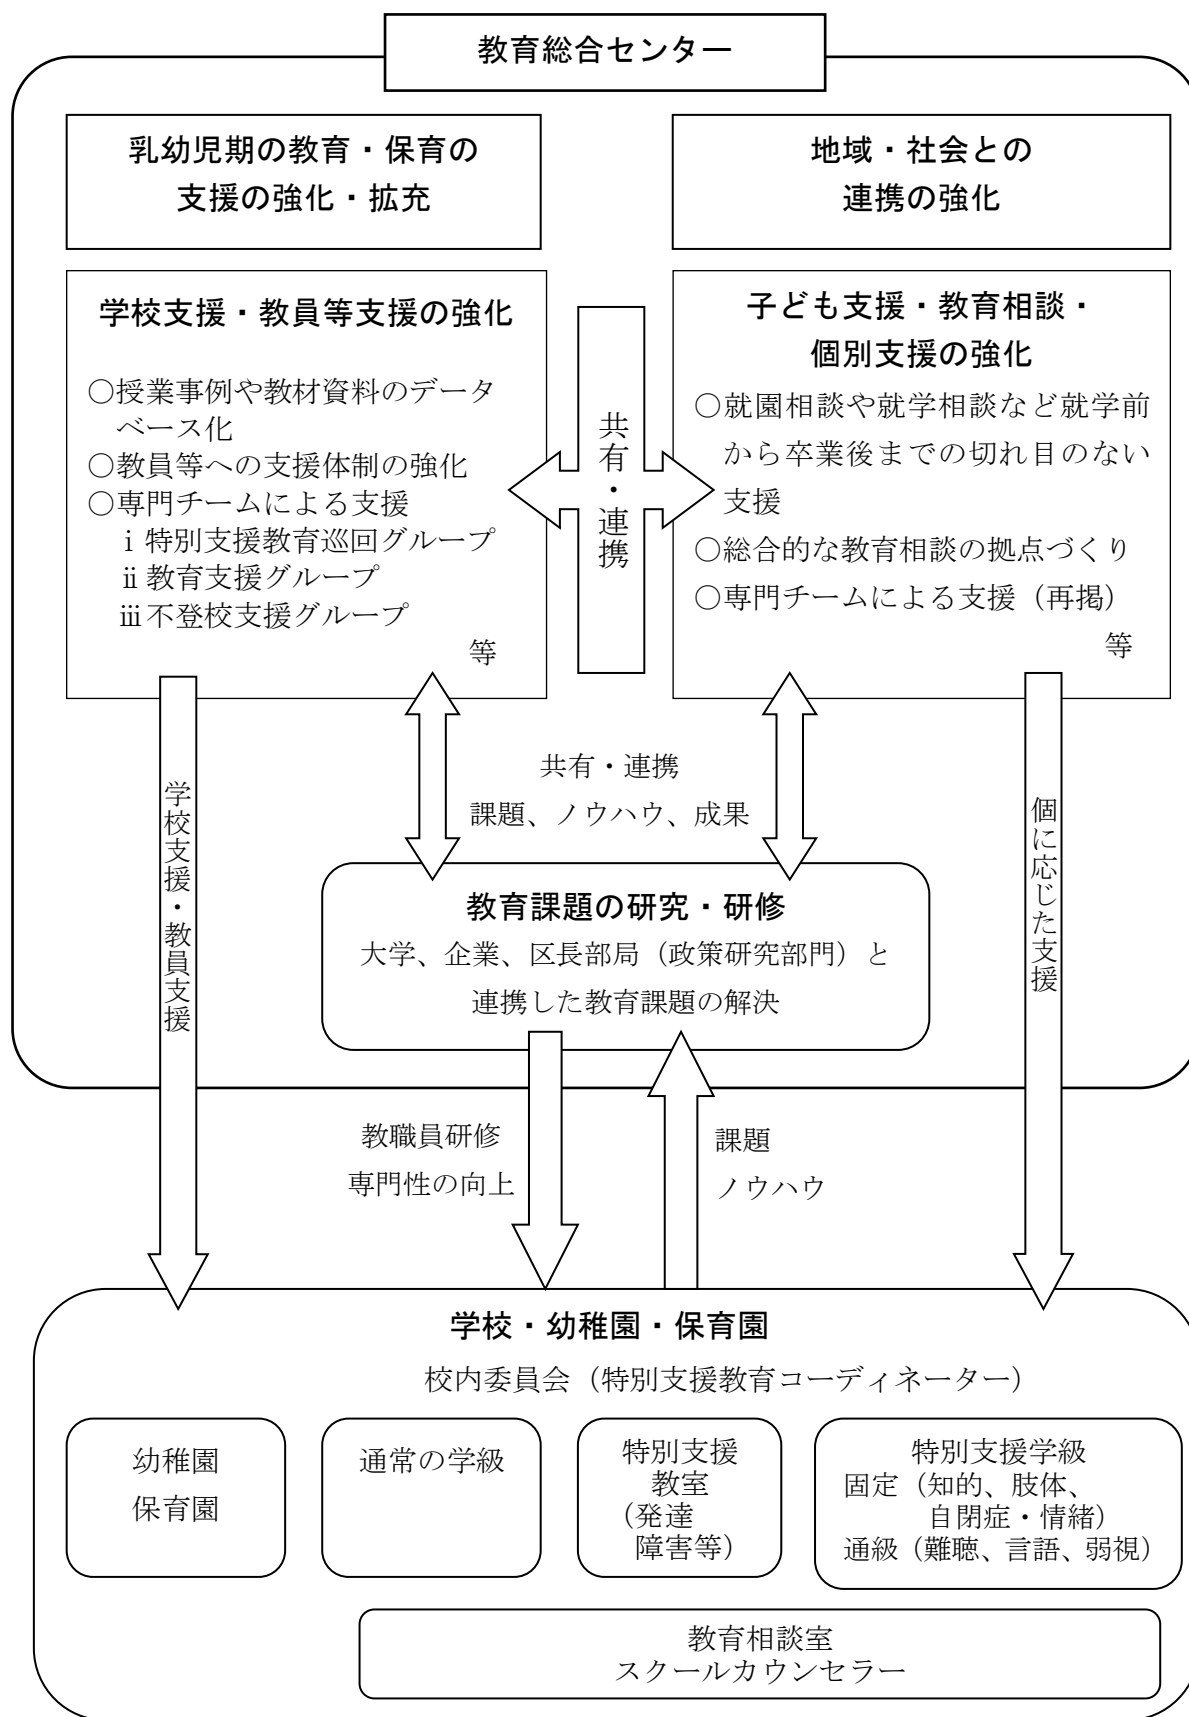 教育総合センター
乳幼児期の教育・保育の
支援の強化・拡充
地域・社会との
連携の強化
学校支援・教員等支援の強化
○授業事例や教材資料のデータ
ベース化
○教員等への支援体制の強化
○専門チームによる支援
ⅰ 特別支援教育巡回グループ
ⅱ 教育支援グループ
ⅲ 不登校支援グループ
等
共有・連携
子ども支援・教育相談・
個別支援の強化
○就園相談や就学相談など就学前
から卒業後までの切れ目のない
支援
○総合的な教育相談の拠点づくり
○専門チームによる支援（再掲）
等
学校支援・教員支援
共有・連携
課題、ノウハウ、成果
個に応じた支援
教育課題の研究・研修
大学、企業、区長部局（政策研究部門）と
連携した教育課題の解決
教職員研修
専門性の向上
課題
ノウハウ
学校・幼稚園・保育園
校内委員会（特別支援教育コーディネーター）
幼稚園
保育園
通常の学級
特別支援
教室
（発達
障害等）
特別支援学級
固定（知的、肢体、
自閉症・情緒）
通級（難聴、言語、弱視）
教育相談室
スクールカウンセラー